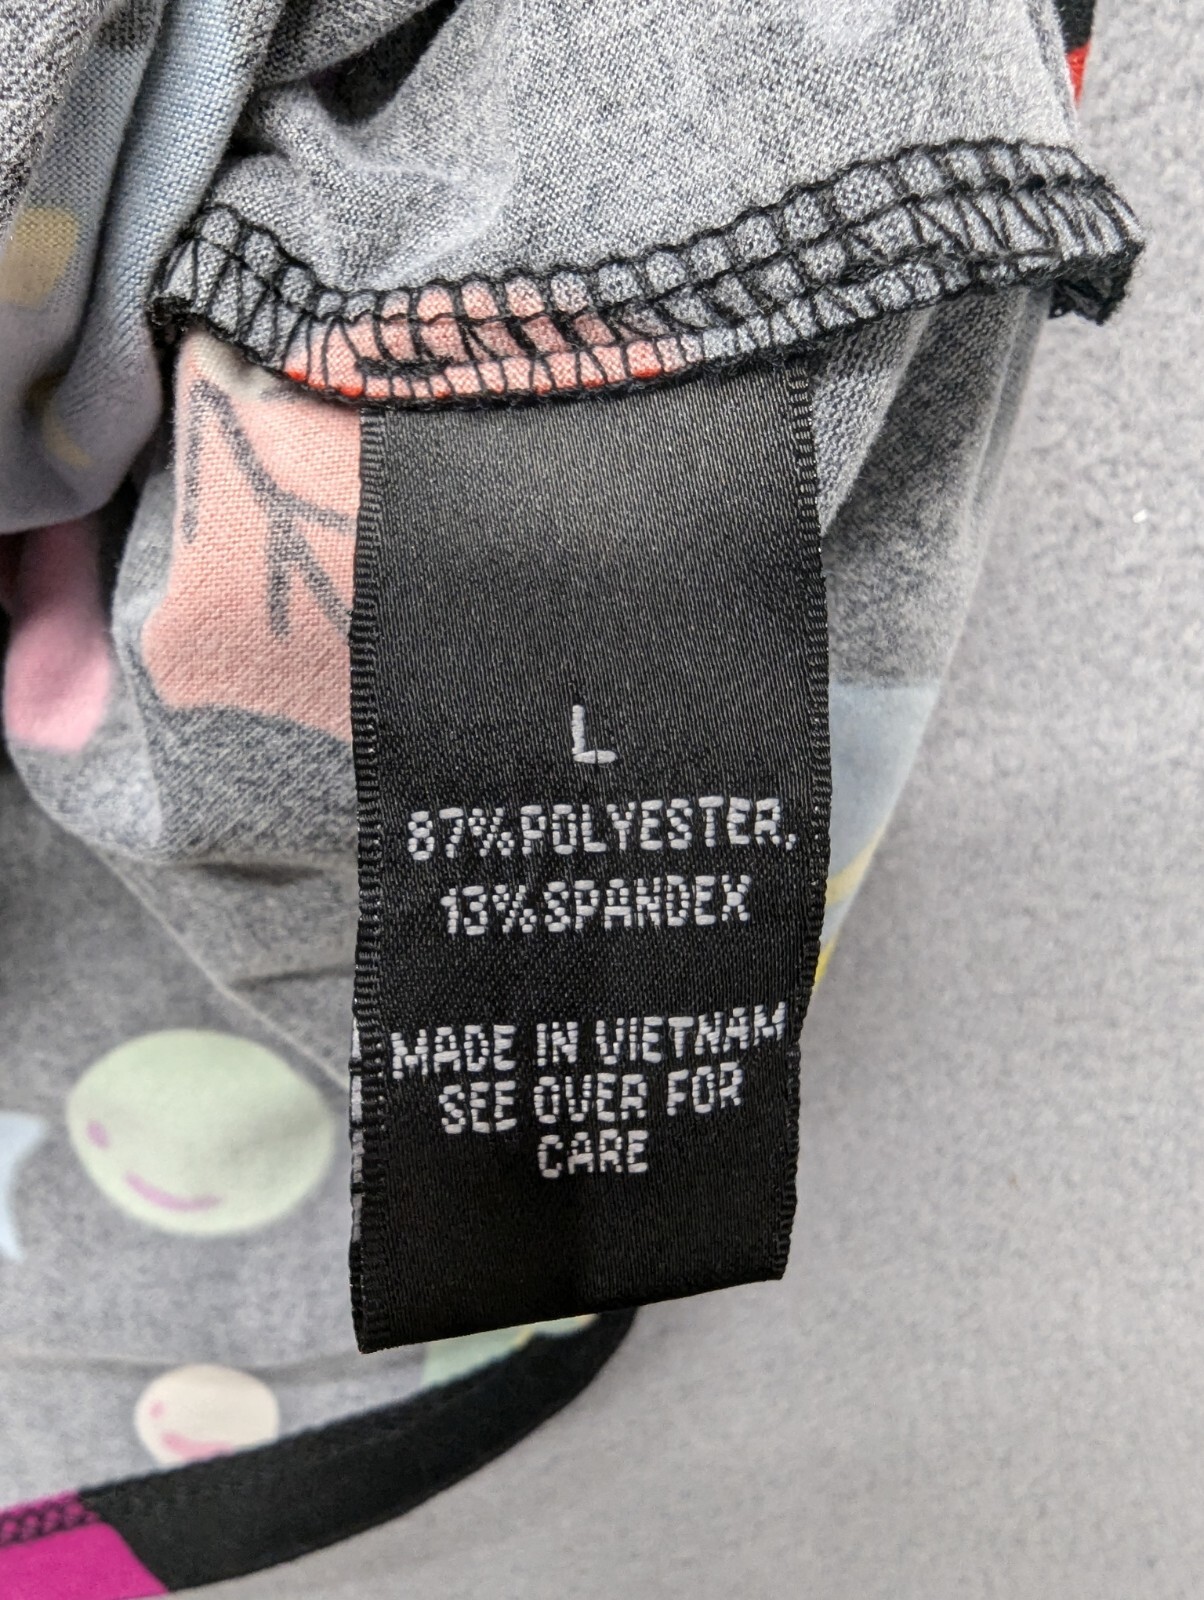 L
87%POLYESTER,
13%SPANDEX
MADE IN VIETNAM
SEE OVER FOR
CARE